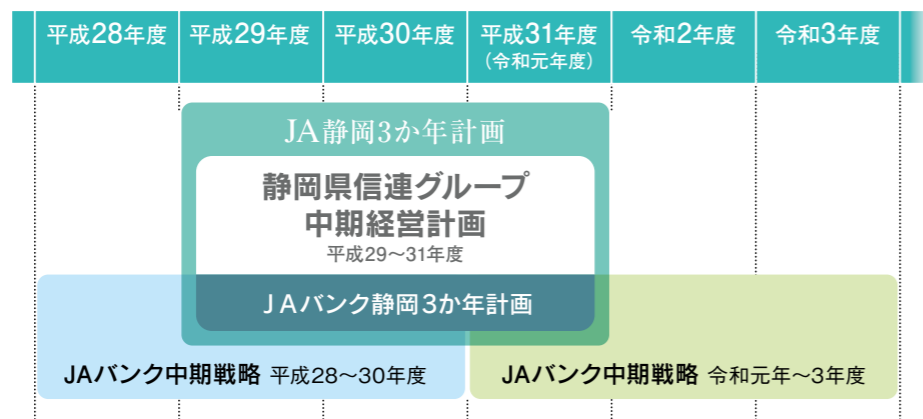 平成28年度 平成29年度 平成30年度 平成31年度 令和2年度 令和3年度
(令和元年度)
JA静岡3か年計画
静岡県信連グループ
中期経営計画
平成29〜31年度
JAバンク静岡3か年計画
JAバンク中期戦略 平成28〜30年度
JAバンク中期戦略 令和元年〜3年度